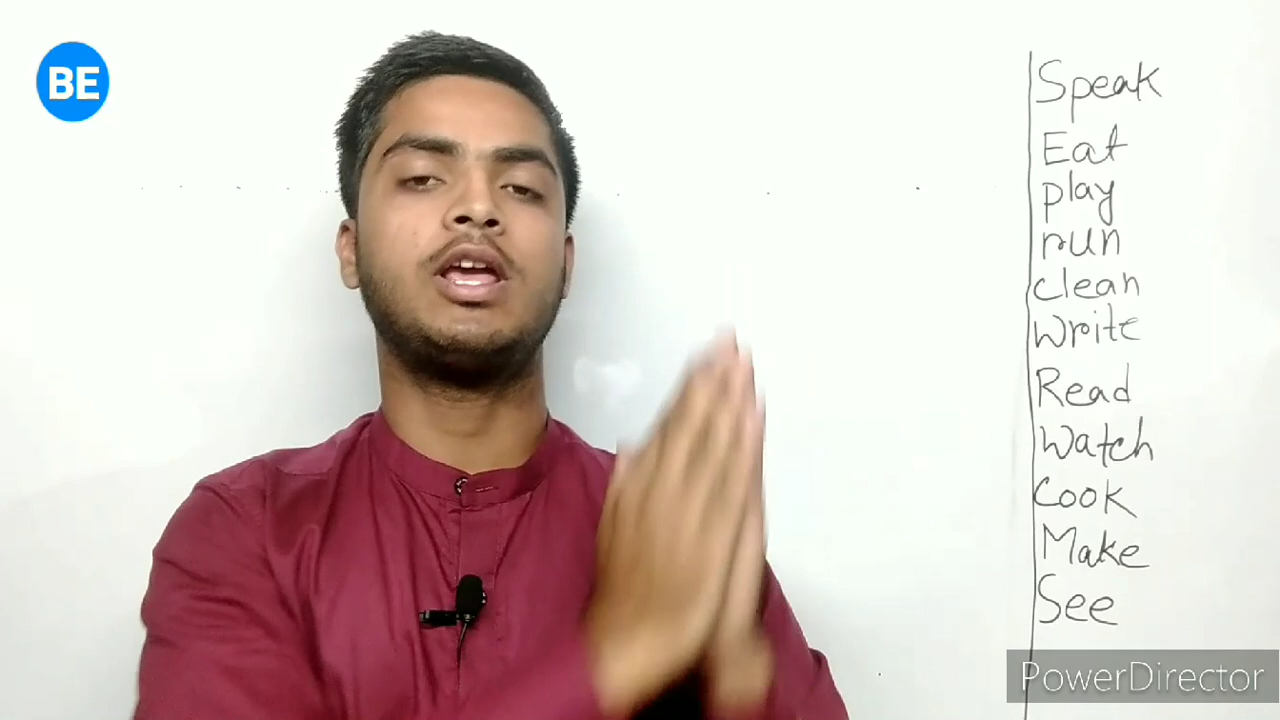 BE
Speak
Eat
play
run
clean
write
Read
Watch
Cook
Make
See
PowerDirector